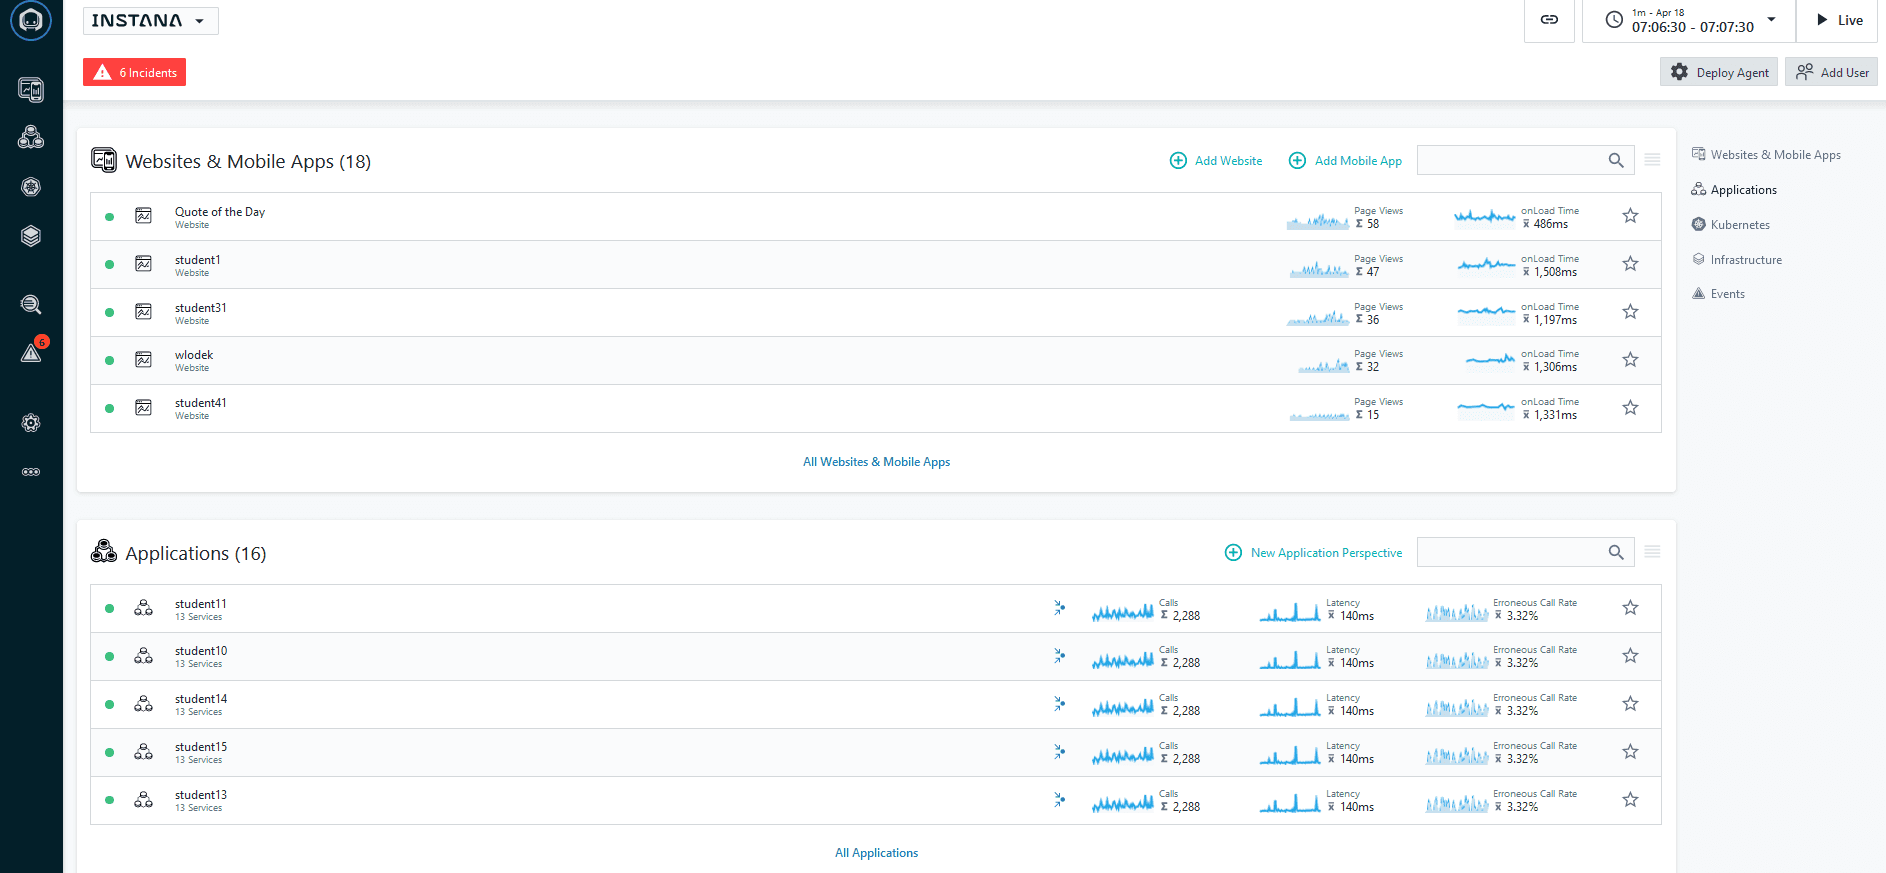 INSTANA
1m - Apr 18
07:06:30 - 07:07:30
Live
6 Incidents
Deploy Agent
Add User
Websites & Mobile Apps (18)
Add Website
Add Mobile App
Quote of the Day
Website
Page Views
Σ 58
onLoad Time
x̄ 486ms
student1
Website
Page Views
Σ 47
onLoad Time
x̄ 1,508ms
student31
Website
Page Views
Σ 36
onLoad Time
x̄ 1,197ms
wlodek
Website
Page Views
Σ 32
onLoad Time
x̄ 1,306ms
student41
Website
Page Views
Σ 15
onLoad Time
x̄ 1,331ms
All Websites & Mobile Apps
Websites & Mobile Apps
Applications
Kubernetes
Infrastructure
Events
6
Applications (16)
New Application Perspective
student11
13 Services
Calls
Σ 2,288
Latency
x̄ 140ms
Erroneous Call Rate
x̄ 3.32%
student10
13 Services
Calls
Σ 2,288
Latency
x̄ 140ms
Erroneous Call Rate
x̄ 3.32%
student14
13 Services
Calls
Σ 2,288
Latency
x̄ 140ms
Erroneous Call Rate
x̄ 3.32%
student15
13 Services
Calls
Σ 2,288
Latency
x̄ 140ms
Erroneous Call Rate
x̄ 3.32%
student13
13 Services
Calls
Σ 2,288
Latency
x̄ 140ms
Erroneous Call Rate
x̄ 3.32%
All Applications